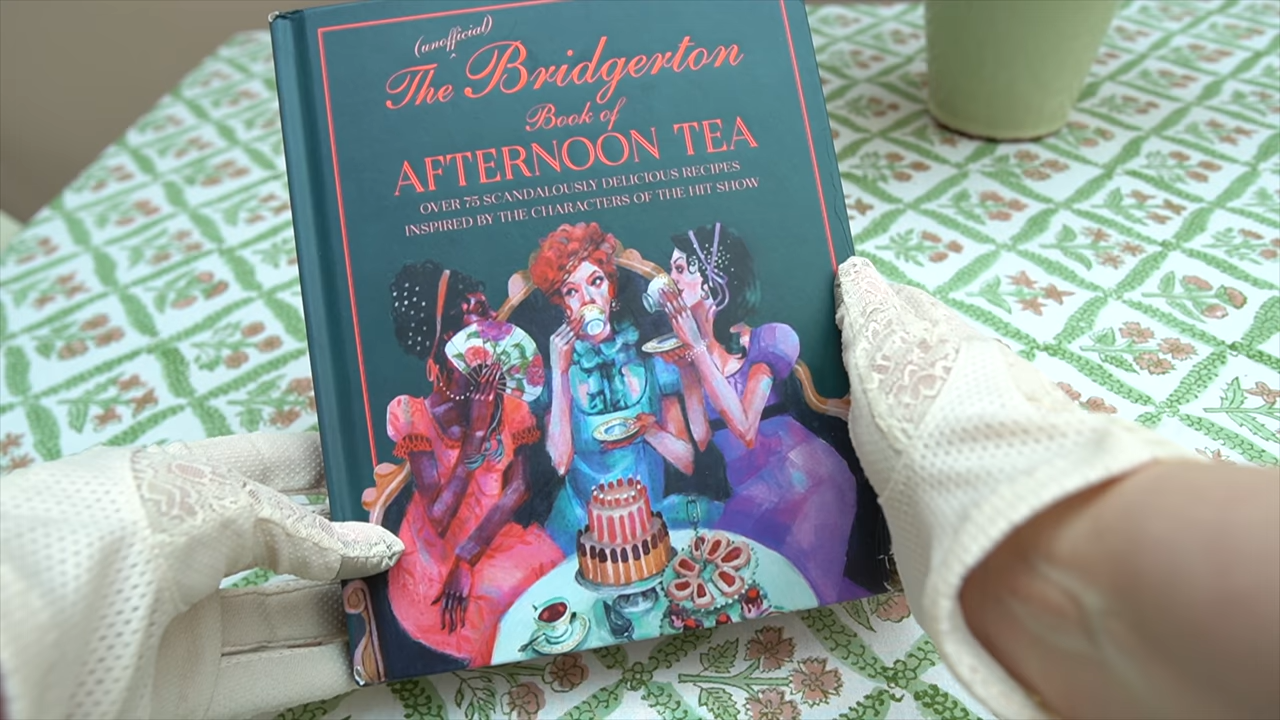 (unofficial)
The Bridgerton
Book of
AFTERNOON TEA
OVER 75 SCANDALOUSLY DELICIOUS RECIPES
INSPIRED BY THE CHARACTERS OF THE HIT SHOW